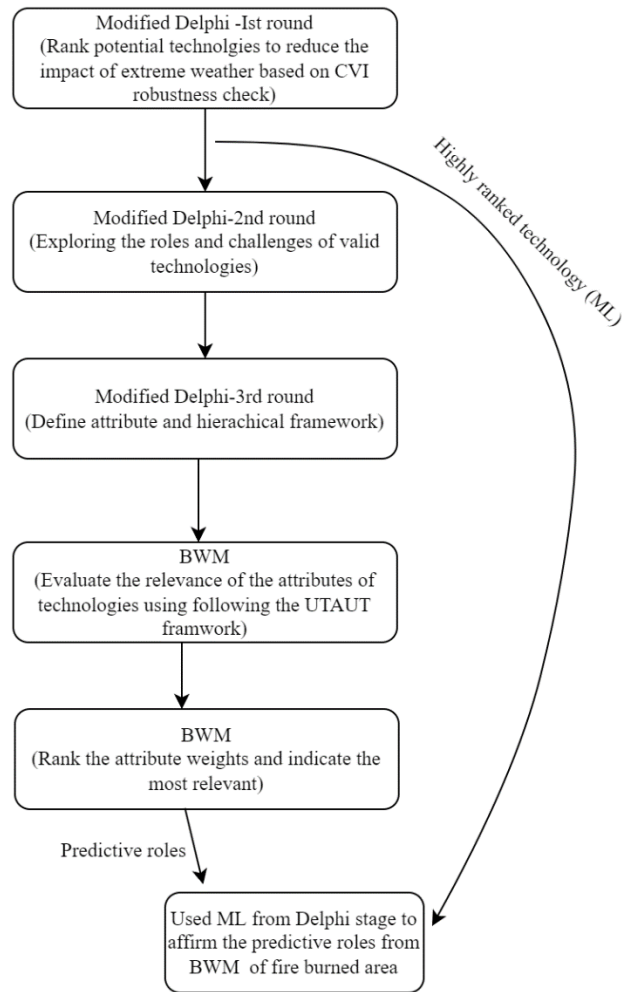 Modified Delphi -Ist round
(Rank potential technolgies to reduce the
impact of extreme weather based on CVI
robustness check)
Highly ranked technology (ML)
Modified Delphi-2nd round
(Exploring the roles and challenges of valid
technologies)
Modified Delphi-3rd round
(Define attribute and hierachical framework)
BWM
(Evaluate the relevance of the attributes of
technologies using following the UTAUT
framwork)
BWM
(Rank the attribute weights and indicate the
most relevant)
Predictive roles
Used ML from Delphi stage to
affirm the predictive roles from
BWM of fire burned area